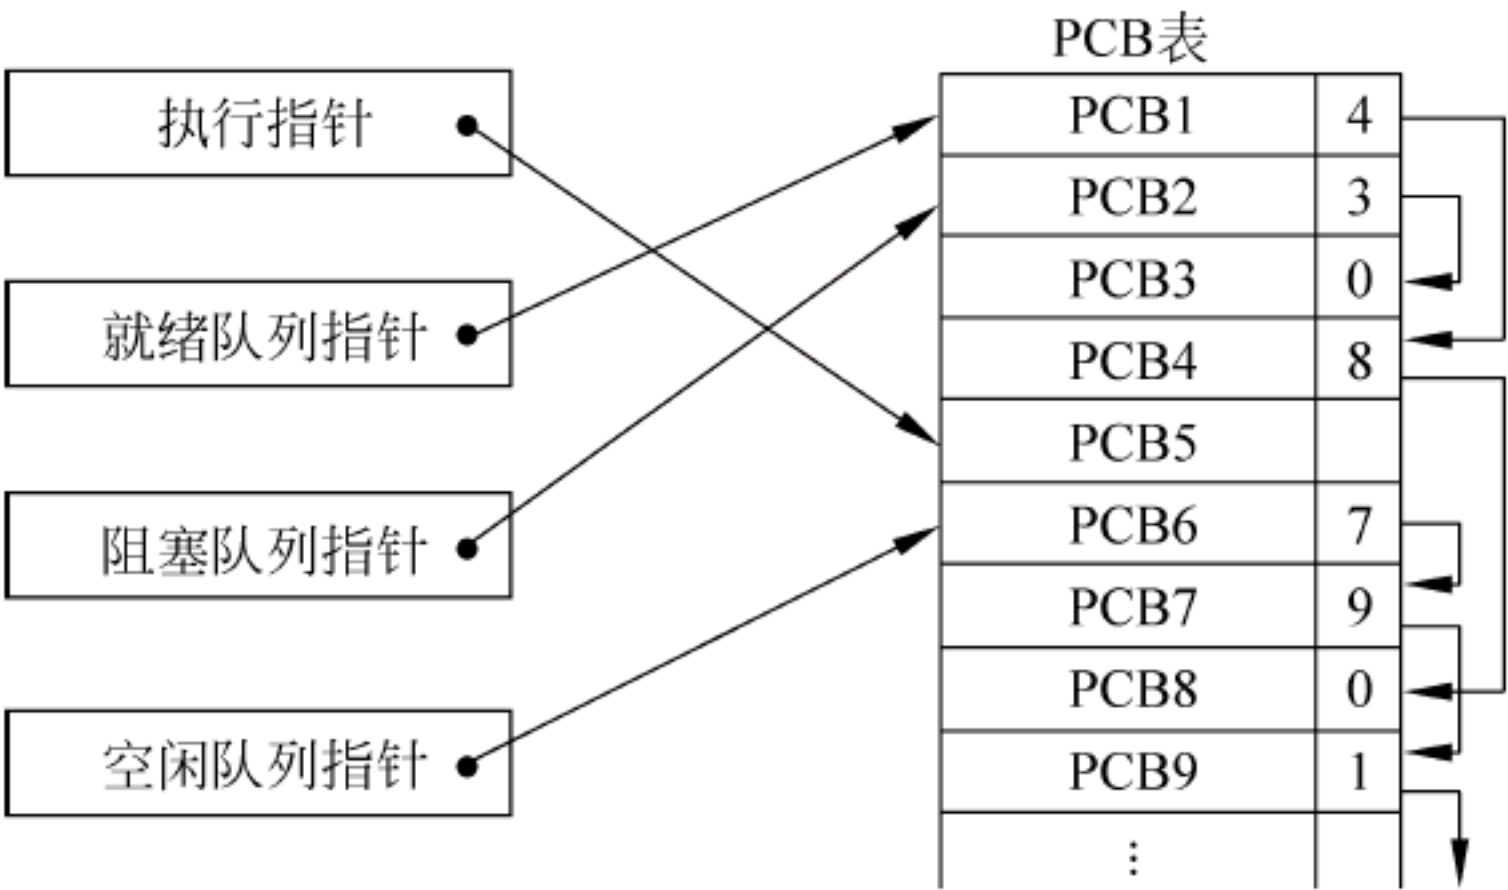 PCB表
执行指针
就绪队列指针
阻塞队列指针
空闲队列指针
PCB1 4
PCB2 3
PCB3 0
PCB4 8
PCB5
PCB6 7
PCB7 9
PCB8 0
PCB9 1
⋮